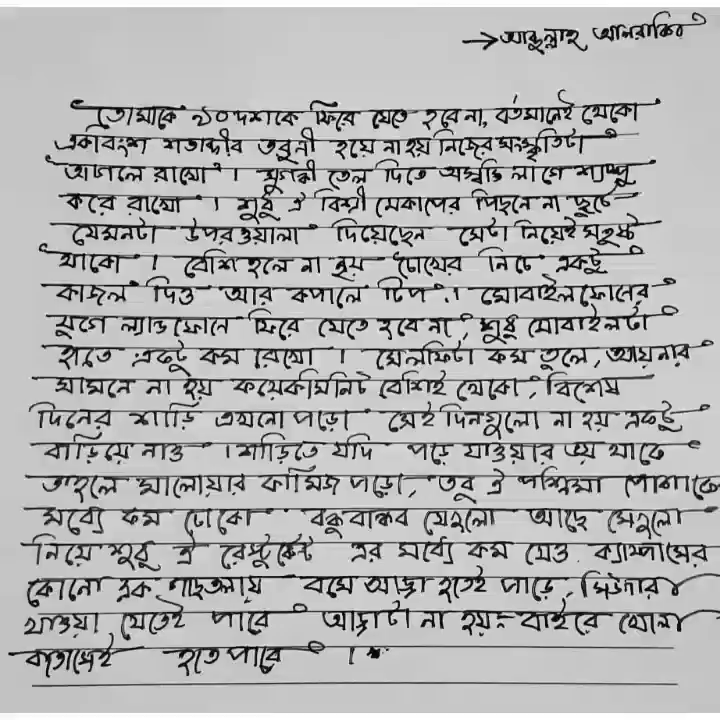 → আব্দুল্লাহ আলরাকিব
তোমাকে ৯০ দশকে ফিরে যেতে হবেনা, বর্তমানেই থেকো
একবিংশ শতাব্দীর তরুনী হয়ে না হয় নিজের সংস্কৃতিটা
আগলে রাখো । সুগন্ধী তেল দিতে অস্বস্তি লাগে শ্যাম্পু
করে রাখো । শুধু ঐ বিশ্রী মেকাপের পিছনে না ছুটে
যেমনটা উপরওয়ালা দিয়েছেন সেটা নিয়েই সন্তুষ্ট
থাকো । বেশি হলে না হয় চোখের নিচে একটু
কাজল দিও আর কপালে টিপ । মোবাইলফোনের
যুগে ল্যান্ডফোনে ফিরে যেতে হবে না, শুধু মোবাইলটা
হাতে একটু কম রেখো । সেলফিটা কম তুলে, আয়নার
সামনে না হয় কয়েকমিনিট বেশিই থেকো, বিশেষ
দিনের শাড়ি এখনো পড়ো সেই দিনগুলো না হয় একটু
বাড়িয়ে নাও । শাড়িতে যদি পড়ে যাওয়ার ভয় থাকে
তাহলে সালোয়ার কামিজ পড়ো, তবু ঐ পশ্চিমা পোশাকে
মধ্যে কম ঢোকো বন্ধুবান্ধব যেগুলো আছে সেগুলো
নিয়ে শুধু ঐ রেস্টুরেন্ট এর মধ্যে কম যেও ক্যাম্পাসের
কোনো এক গাছতলায় বসে আড্ডা হতেই পাড়ে,
খাওয়া যেতেই পারে আড্ডাটা না হয় বাইরে খোলা
বাতাসেই হতে পারে ।